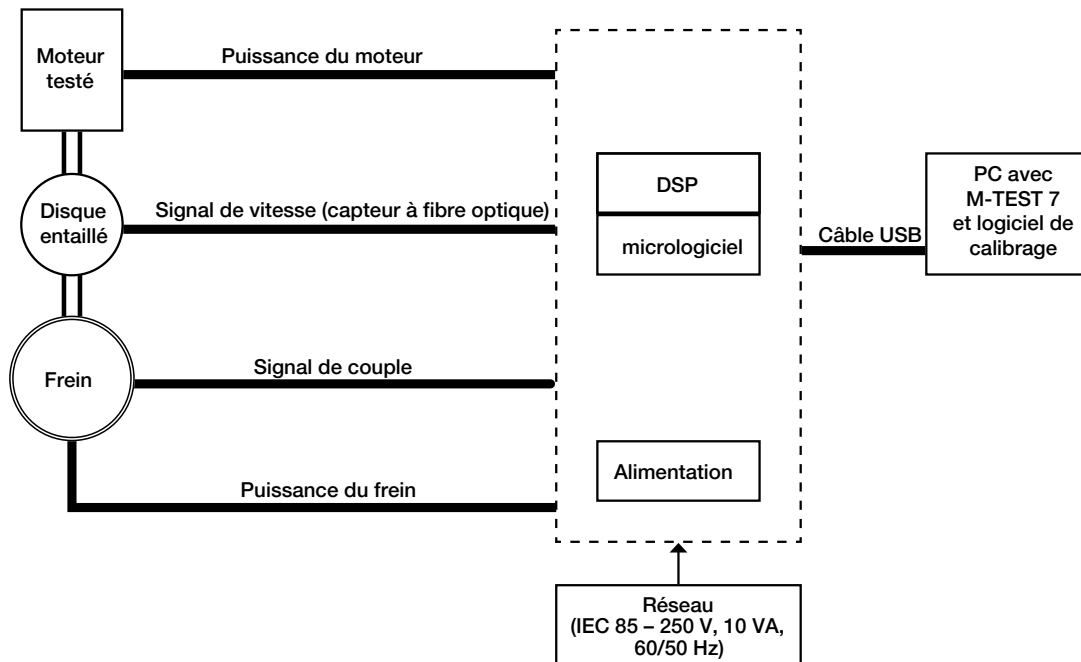 Moteur
testé
Puissance du moteur
Disque
entaillé
Signal de vitesse (capteur à fibre optique)
DSP
micrologiciel
Câble USB
PC avec
M-TEST 7
et logiciel de
calibrage
Frein
Signal de couple
Puissance du frein
Alimentation
Réseau
(IEC 85 – 250 V, 10 VA,
60/50 Hz)